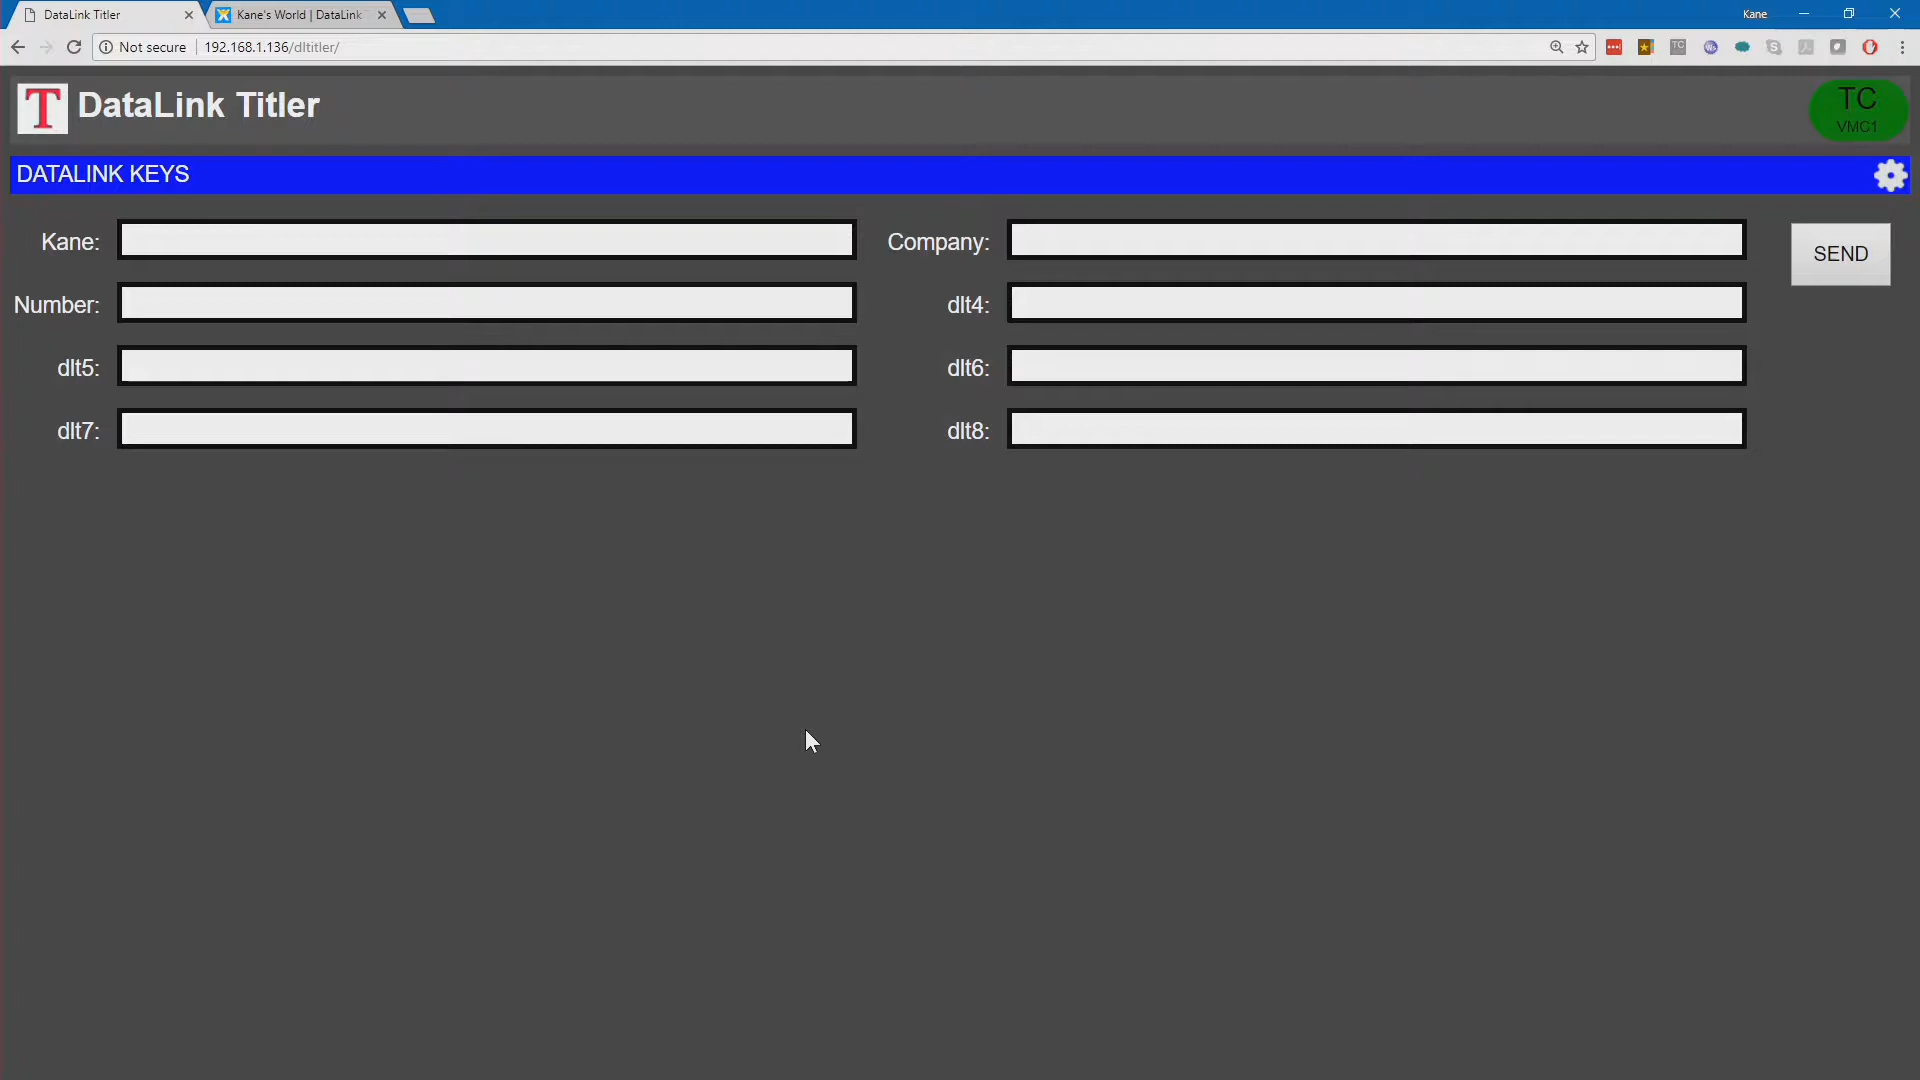 DataLink Titler
Kane's World | DataLink
Kane
Not secure
192.168.1.136/dltitler/
TC
T DataLink Titler
TC
VMC1
DATALINK KEYS
Kane:
Company:
SEND
Number:
dlt4:
dlt5:
dlt6:
dlt7:
dlt8: